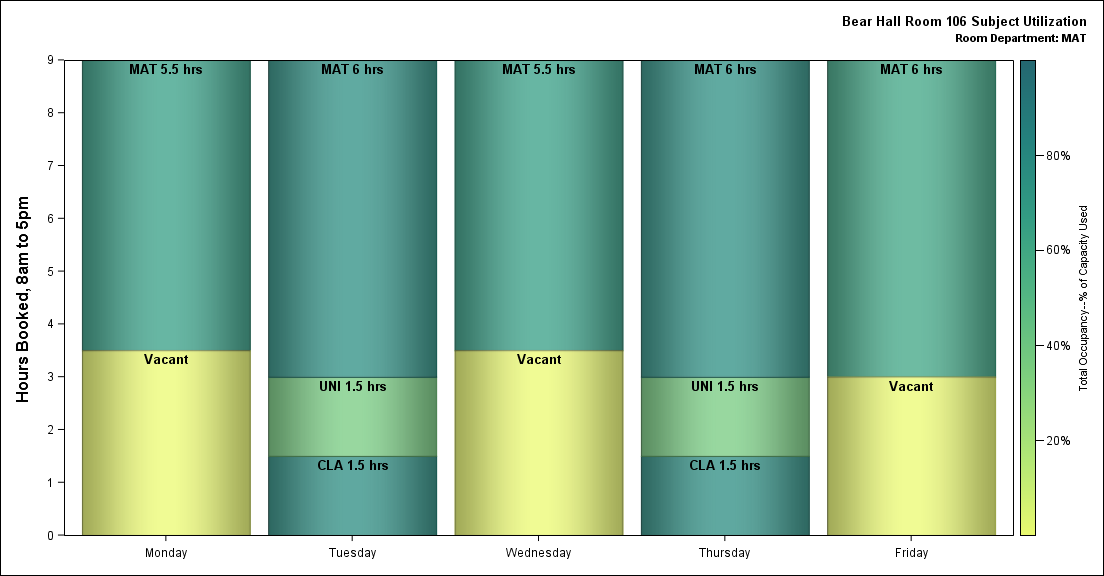 Bear Hall Room 106 Subject Utilization
Room Department: MAT
Hours Booked, 8am to 5pm
9
8
7
6
5
4
3
2
1
0
MAT 5.5 hrs
Vacant
MAT 6 hrs
UNI 1.5 hrs
CLA 1.5 hrs
MAT 5.5 hrs
Vacant
MAT 6 hrs
UNI 1.5 hrs
CLA 1.5 hrs
MAT 6 hrs
Vacant
Monday
Tuesday
Wednesday
Thursday
Friday
80%
60%
40%
20%
Total Occupancy--% of Capacity Used